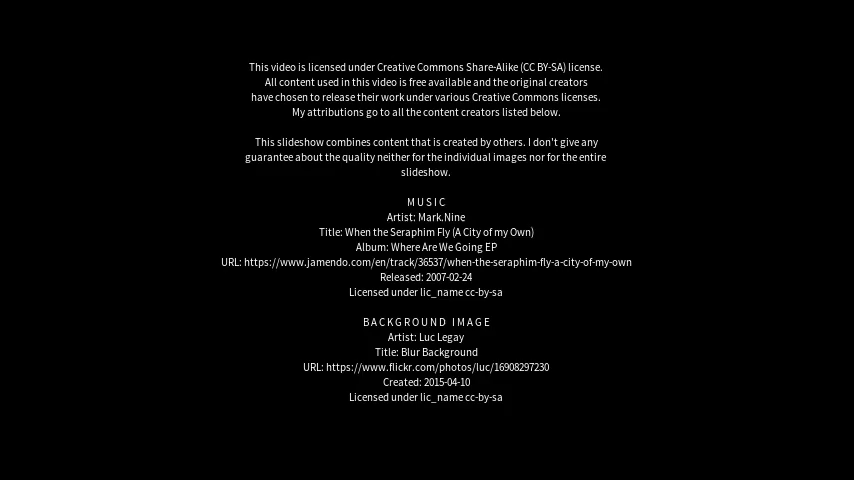 This video is licensed under Creative Commons Share-Alike (CC BY-SA) license.
All content used in this video is free available and the original creators
have chosen to release their work under various Creative Commons licenses.
My attributions go to all the content creators listed below.
This slideshow combines content that is created by others. I don't give any
guarantee about the quality neither for the individual images nor for the entire
slideshow.
MUSIC
Artist: Mark.Nine
Title: When the Seraphim Fly (A City of my Own)
Album: Where Are We Going EP
URL: https://www.jamendo.com/en/track/36537/when-the-seraphim-fly-a-city-of-my-own
Released: 2007-02-24
Licensed under lic_name cc-by-sa
BACKGROUND IMAGE
Artist: Luc Legay
Title: Blur Background
URL: https://www.flickr.com/photos/luc/16908297230
Created: 2015-04-10
Licensed under lic_name cc-by-sa